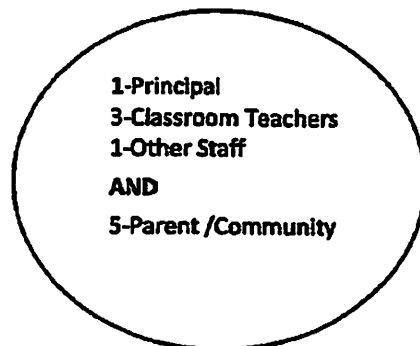 1-Principal
3-Classroom Teachers
1-Other Staff
AND
5-Parent /Community